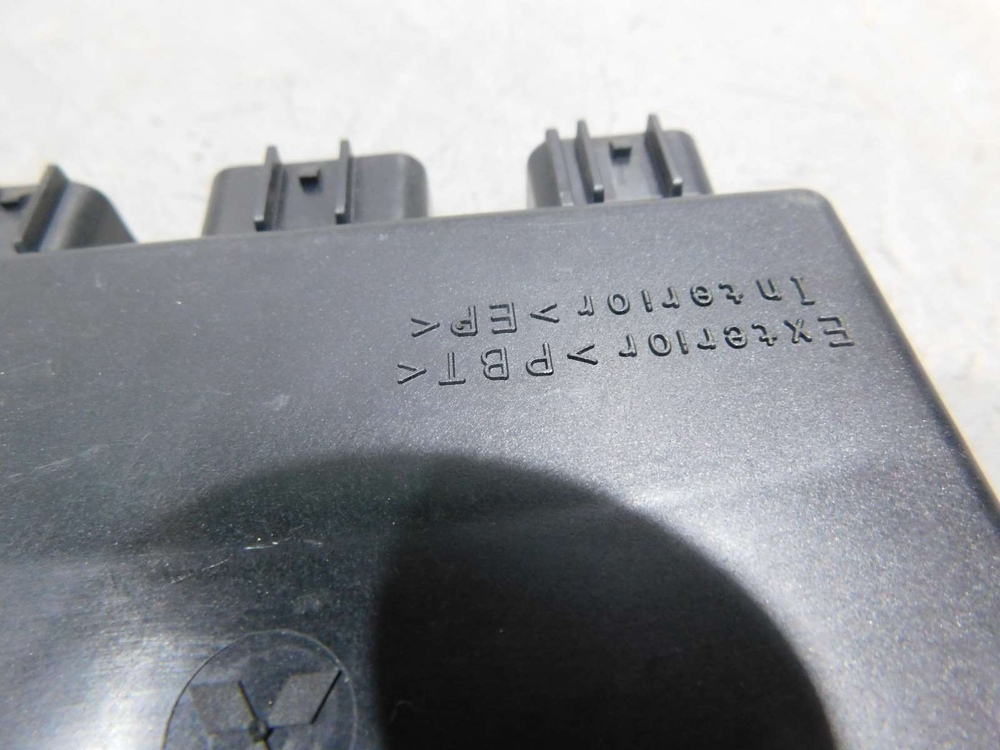 Exterior >PBT<
Interior >EP<